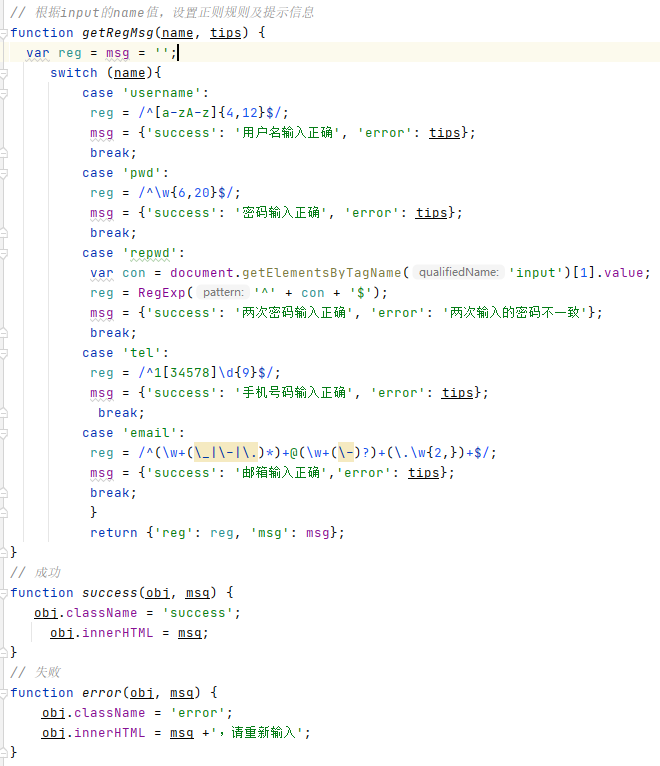 // 根据input的name值，设置正则规则及提示信息
function getRegMsg(name, tips) {
  var reg = msg = '';
     switch (name){
         case 'username':
          reg = /^[a-zA-z]{4,12}$/;
          msg = {'success': '用户名输入正确', 'error': tips};
          break;
         case 'pwd':
          reg = /^\w{6,20}$/;
          msg = {'success': '密码输入正确', 'error': tips};
          break;
         case 'repwd':
          var con = document.getElementsByTagName( qualifiedName: 'input')[1].value;
          reg = RegExp( pattern: '^' + con + '$');
          msg = {'success': '两次密码输入正确', 'error': '两次输入的密码不一致'};
          break;
         case 'tel':
          reg = /^1[34578]\d{9}$/;
          msg = {'success': '手机号码输入正确', 'error': tips};
           break;
         case 'email':
          reg = /^(\w+(\_|\-|\.)*)+@(\w+(\-)?)+(\.\w{2,})+$/;
          msg = {'success': '邮箱输入正确','error': tips};
          break;
          }
          return {'reg': reg, 'msg': msg};
}
// 成功
function success(obj, msg) {
   obj.className = 'success';
     obj.innerHTML = msg;
}
// 失败
function error(obj, msg) {
    obj.className = 'error';
    obj.innerHTML = msg +'，请重新输入';
}